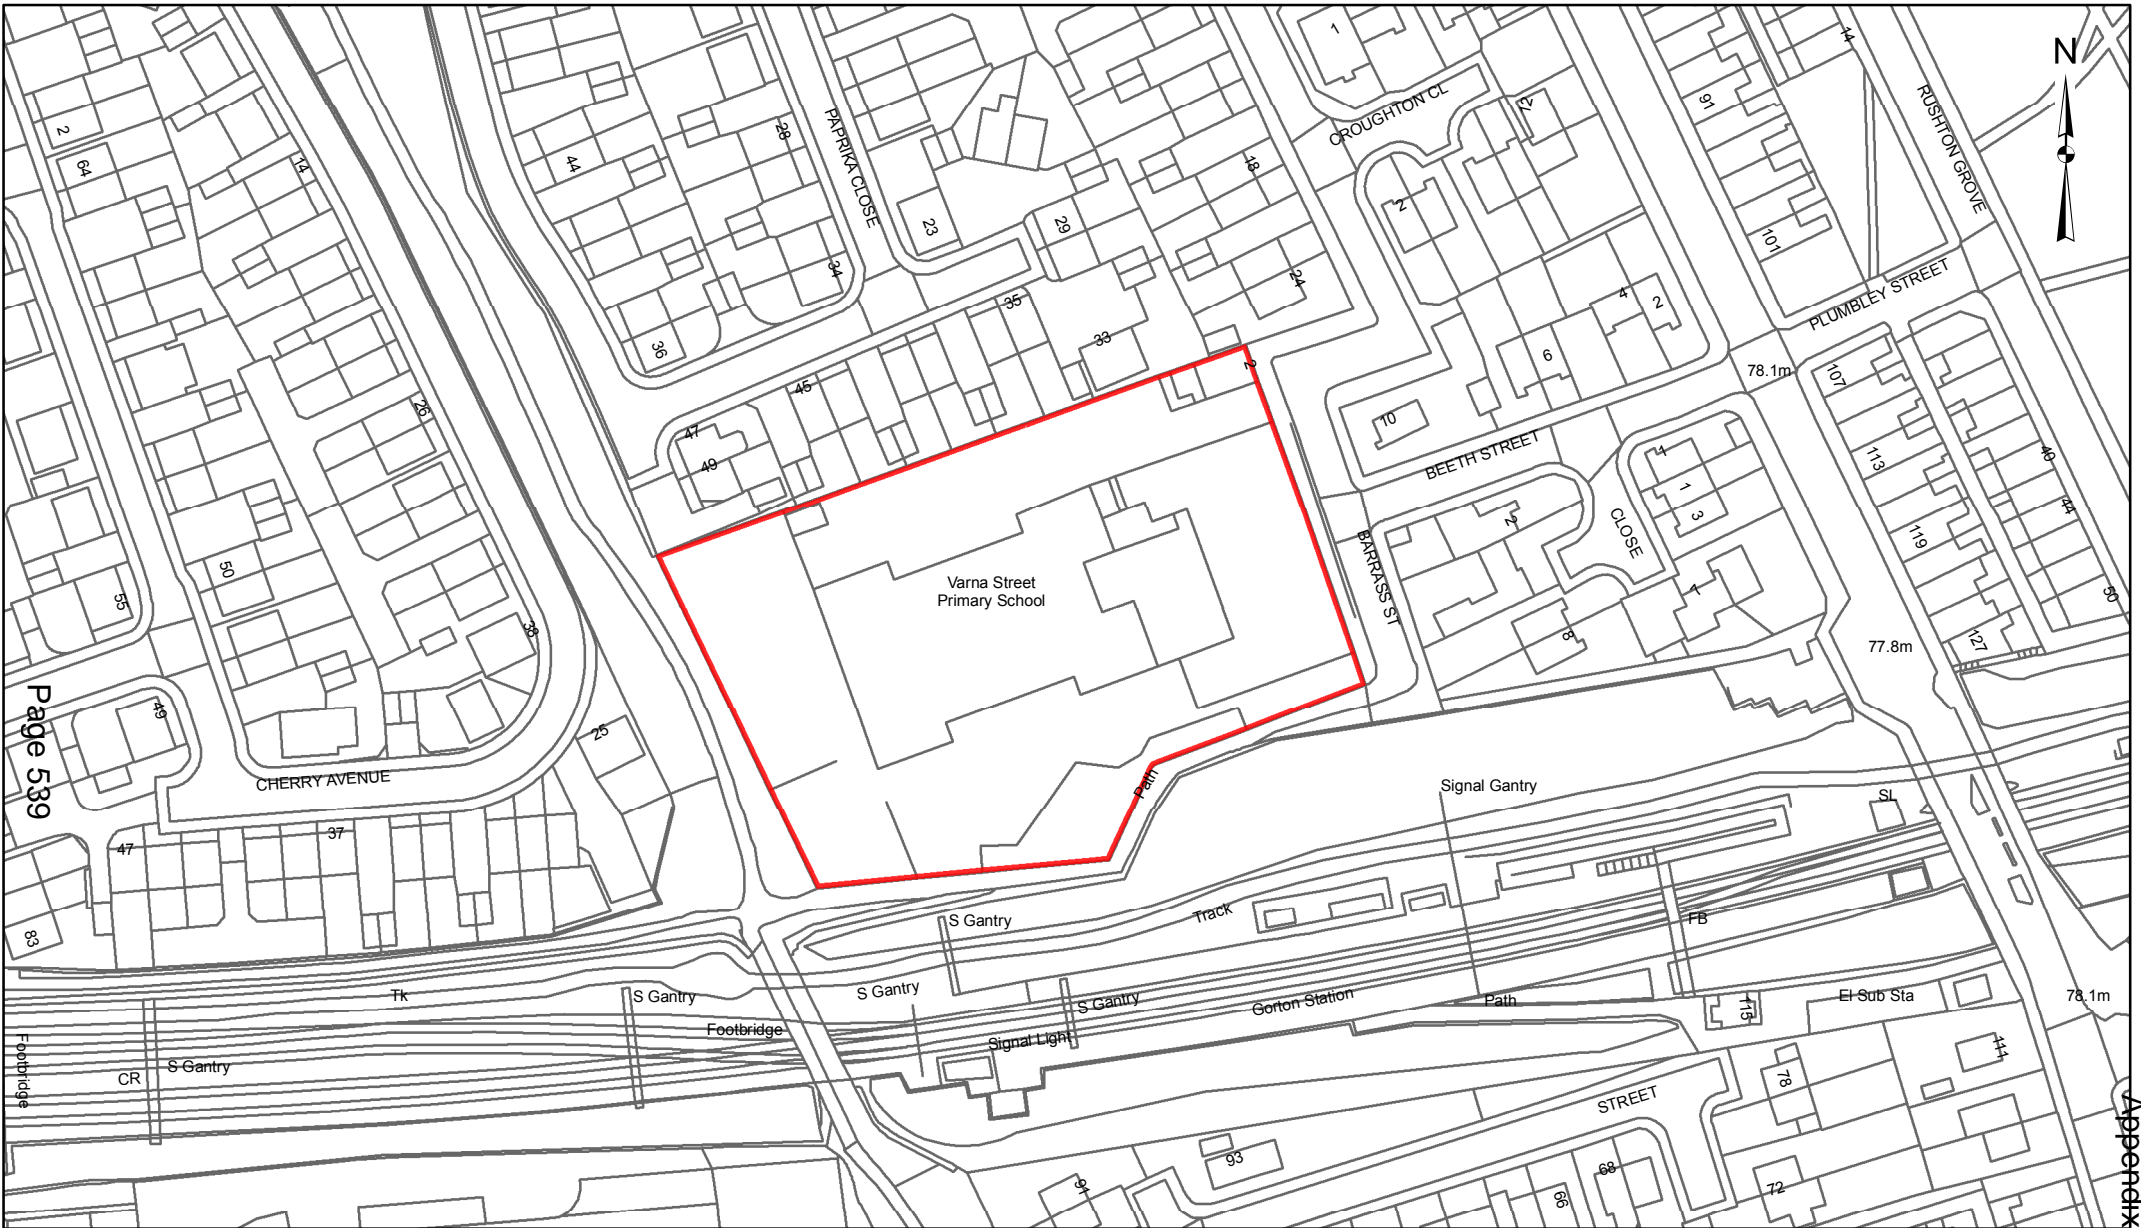 N
1
14
RUSHTON GROVE
2
64
14
44
28
PAPRIKA CLOSE
CROUGHTON CL
27
91
18
2
23
29
101
34
24
PLUMBLEY STREET
35
33
36
4
2
6
2
78.1m
107
45
26
47
49
10
BEETH STREET
1
113
40
44
1
3
2
CLOSE
119
BARRASS ST
50
55
Varna Street
Primary School
7
50
38
8
127
77.8m
49
25
Page 539
CHERRY AVENUE
Path
Signal Gantry
SL
37
47
83
S Gantry
Track
FB
Tk
S Gantry
S Gantry
S Gantry
Gorton Station
Path
115
El Sub Sta
78.1m
Footbridge
Signal Light
Footbridge
CR
S Gantry
111
78
STREET
Appendix
93
91
68
66
72